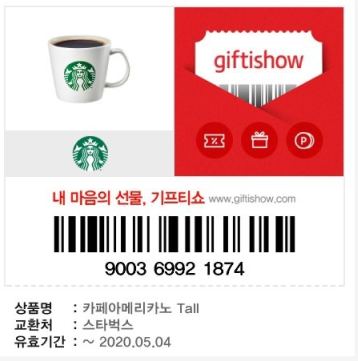 giftishow
내 마음의 선물, 기프티쇼 www.giftishow.com
9003 6992 1874
상품명 : 카페아메리카노 Tall
교환처 : 스타벅스
유효기간 : ~ 2020,05,04